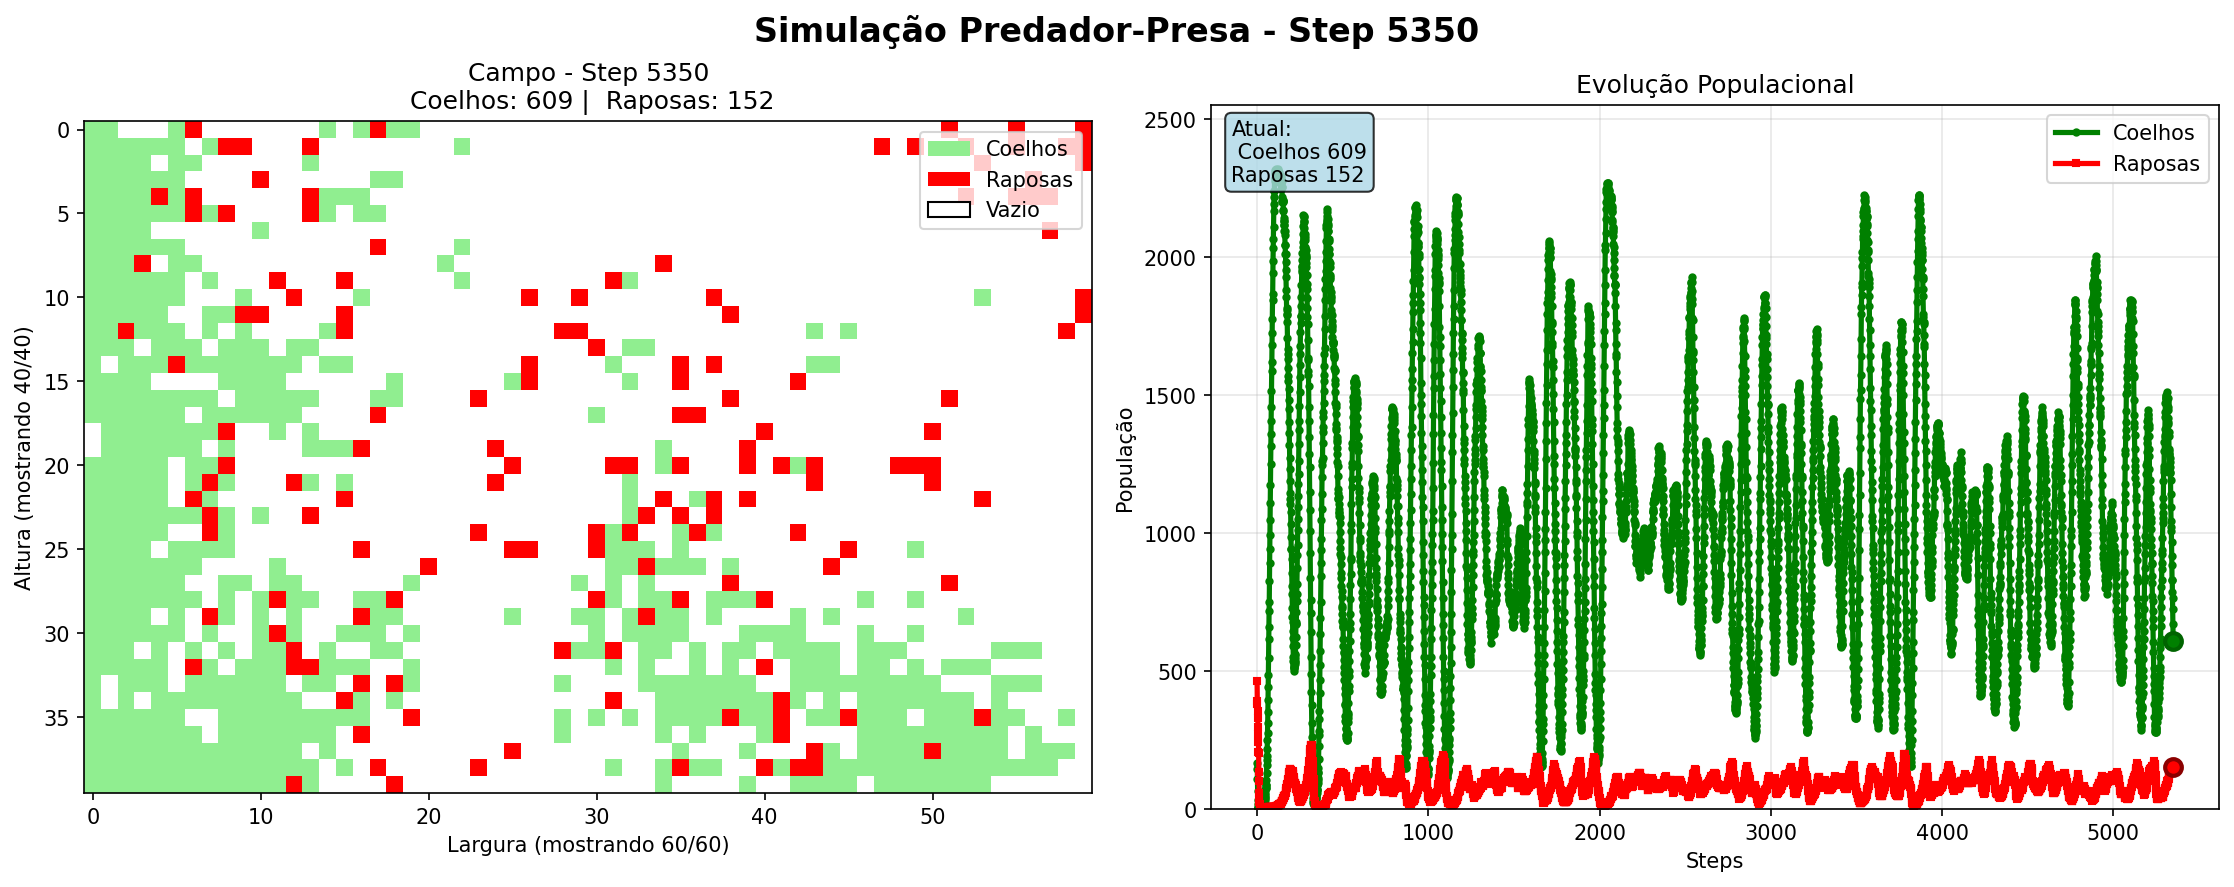 Simulação Predador-Presa - Step 5350
Campo - Step 5350
Coelhos: 609 |  Raposas: 152
Coelhos
Raposas
Vazio
0
5
10
15
20
25
30
35
Altura (mostrando 40/40)
0
10
20
30
40
50
Largura (mostrando 60/60)
Evolução Populacional
Atual:
Coelhos 609
Raposas 152
Coelhos
Raposas
2500
2000
1500
1000
500
0
População
0
1000
2000
3000
4000
5000
Steps